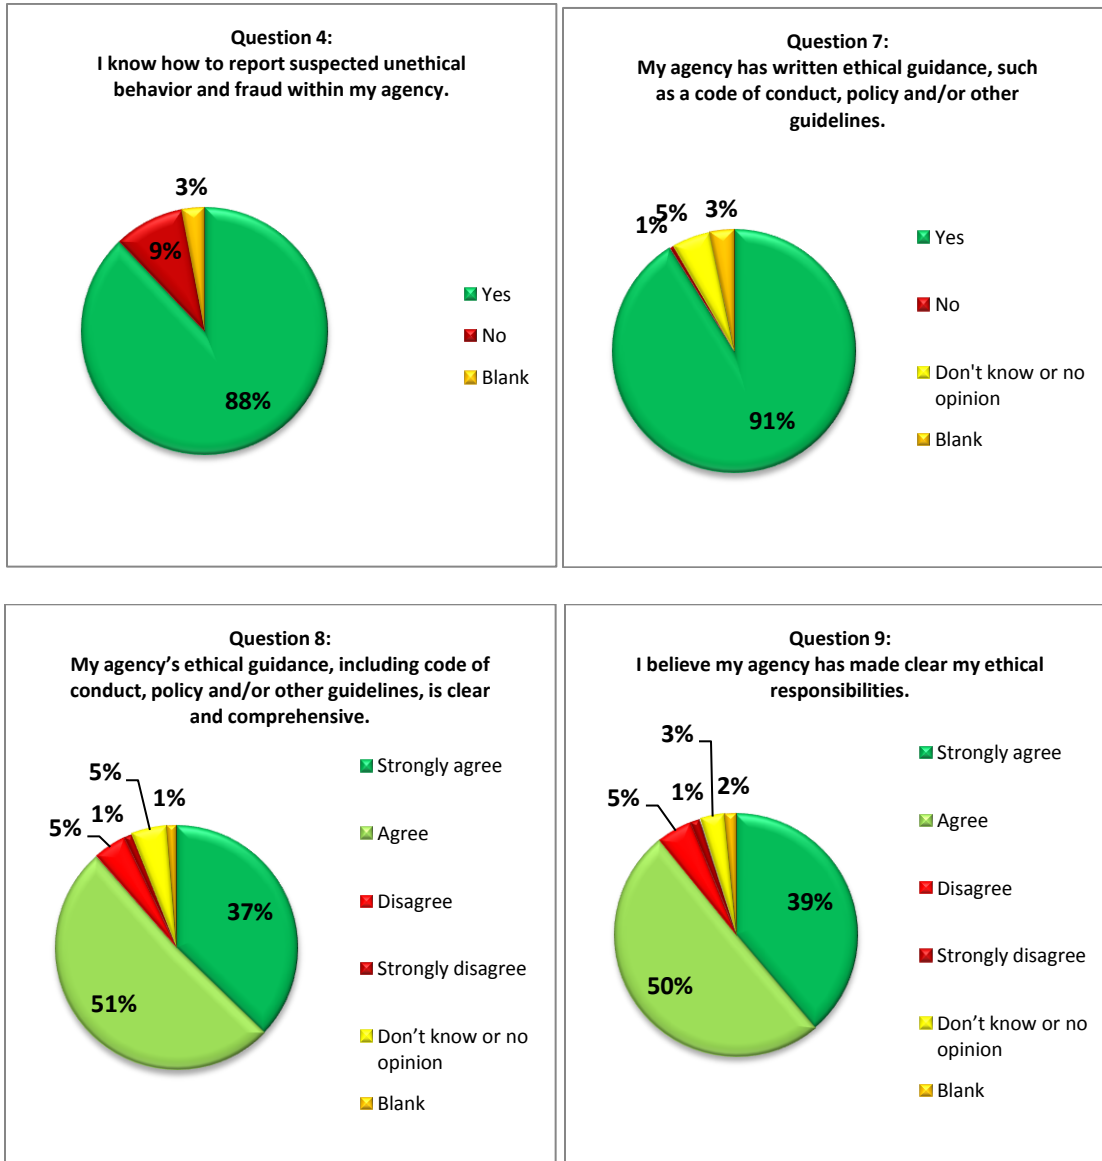 Question 4:
I know how to report suspected unethical
behavior and fraud within my agency.
3%
9%
88%
Yes
No
Blank
Question 7:
My agency has written ethical guidance, such
as a code of conduct, policy and/or other
guidelines.
1%
5%
3%
91%
Yes
No
Don't know or no
opinion
Blank
Question 8:
My agency’s ethical guidance, including code of
conduct, policy and/or other guidelines, is clear
and comprehensive.
5%
1%
5%
1%
37%
51%
Strongly agree
Agree
Disagree
Strongly disagree
Don’t know or no
opinion
Blank
Question 9:
I believe my agency has made clear my ethical
responsibilities.
5%
1%
3%
2%
39%
50%
Strongly agree
Agree
Disagree
Strongly disagree
Don’t know or no
opinion
Blank